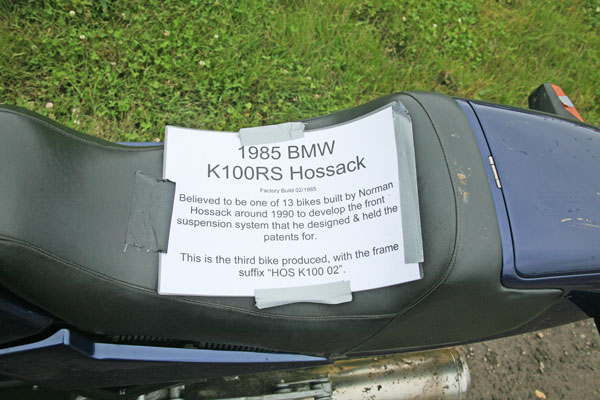 1985 BMW
K100RS Hossack
Factory Build 02/1985
Believed to be one of 13 bikes built by Norman
Hossack around 1990 to develop the front
suspension system that he designed & held the
patents for.
This is the third bike produced, with the frame
suffix "HOS K100 02".